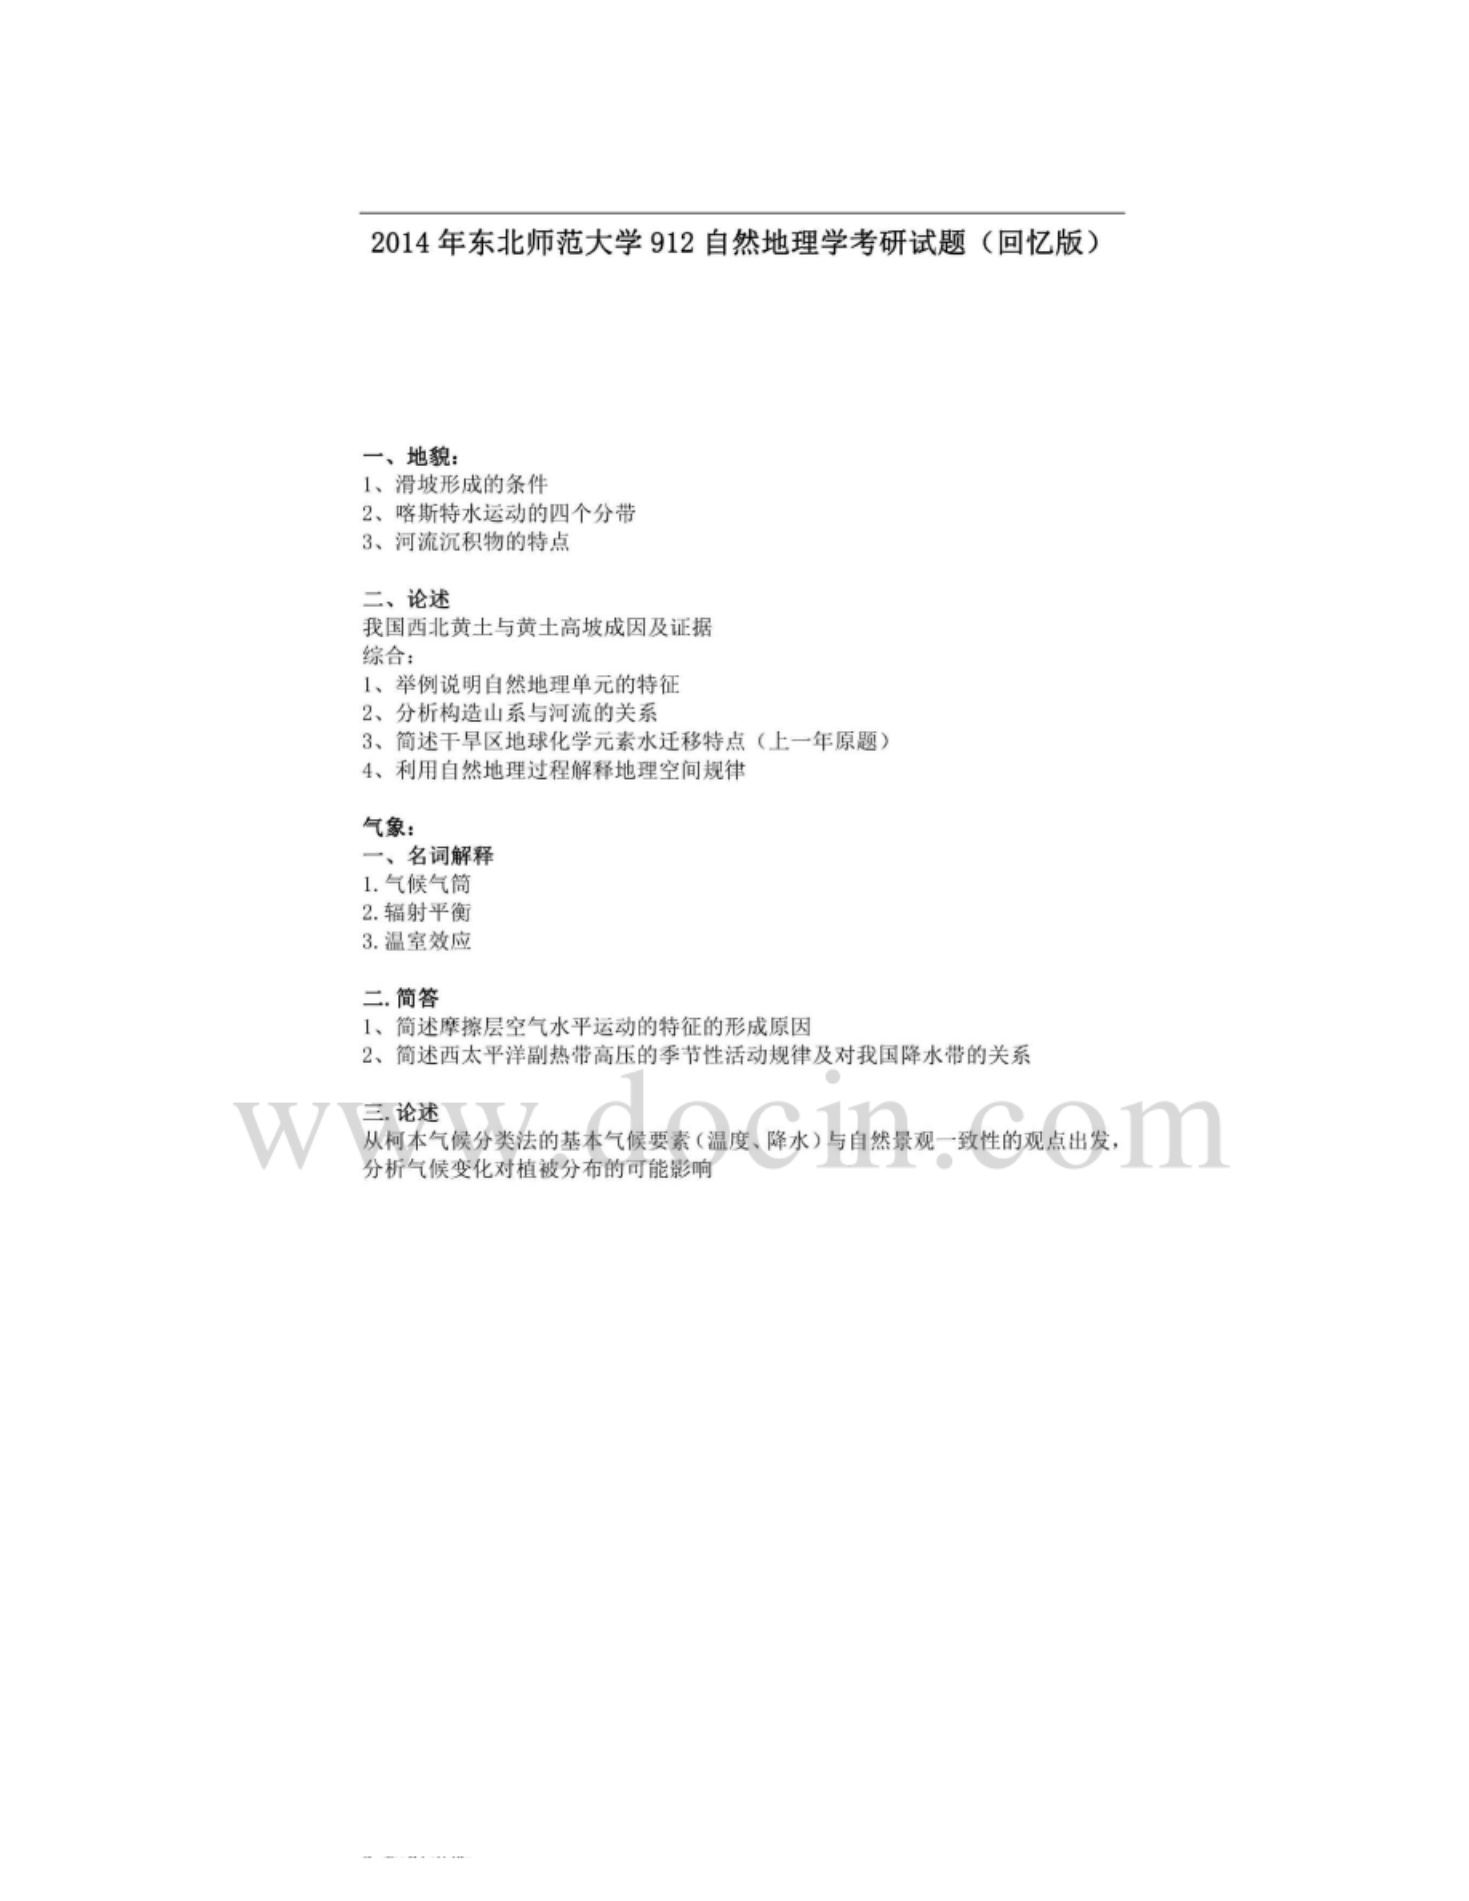 2014年东北师范大学912自然地理学考研试题（回忆版）
一、地貌：
1、滑坡形成的条件
2、喀斯特水运动的四个分带
3、河流沉积物的特点
二、论述
我国西北黄土与黄土高坡成因及证据
综合：
1、举例说明自然地理单元的特征
2、分析构造山系与河流的关系
3、简述干旱区地球化学元素水迁移特点（上一年原题）
4、利用自然地理过程解释地理空间规律
气象：
一、名词解释
1.气候气筒
2.辐射平衡
3.温室效应
二.简答
1、简述摩擦层空气水平运动的特征的形成原因
2、简述西太平洋副热带高压的季节性活动规律及对我国降水带的关系
www.docin.com
三.论述
从柯本气候分类法的基本气候要素（温度、降水）与自然景观一致性的观点出发，
分析气候变化对植被分布的可能影响